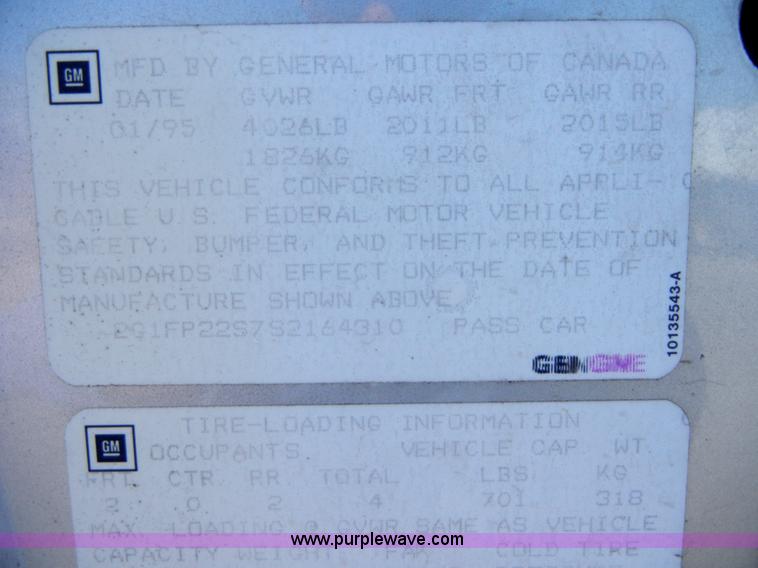 GM MFD BY GENERAL MOTORS OF CANADA
DATE GVWR GAWR FRT GAWR RR
01/95 4026LB 2011LB 2015LB
1826KG 912KG 914KG
THIS VEHICLE CONFORMS TO ALL APPLI- C
CABLE U.S. FEDERAL MOTOR VEHICLE
SAFETY, BUMPER, AND THEFT PREVENTION
STANDARDS IN EFFECT ON THE DATE OF
MANUFACTURE SHOWN ABOVE.
2G1FP22S7S2164310 PASS CAR
10135543-A
TIRE-LOADING INFORMATION
GM OCCUPANTS VEHICLE CAP. WT.
FRT CTR RR TOTAL LBS KG
2 0 2 4 701 318
MAX. LOADING @ GVWR SAME AS VEHICLE
www.purplewave.com
CAPACITY WEIGHT. COLD TIRE